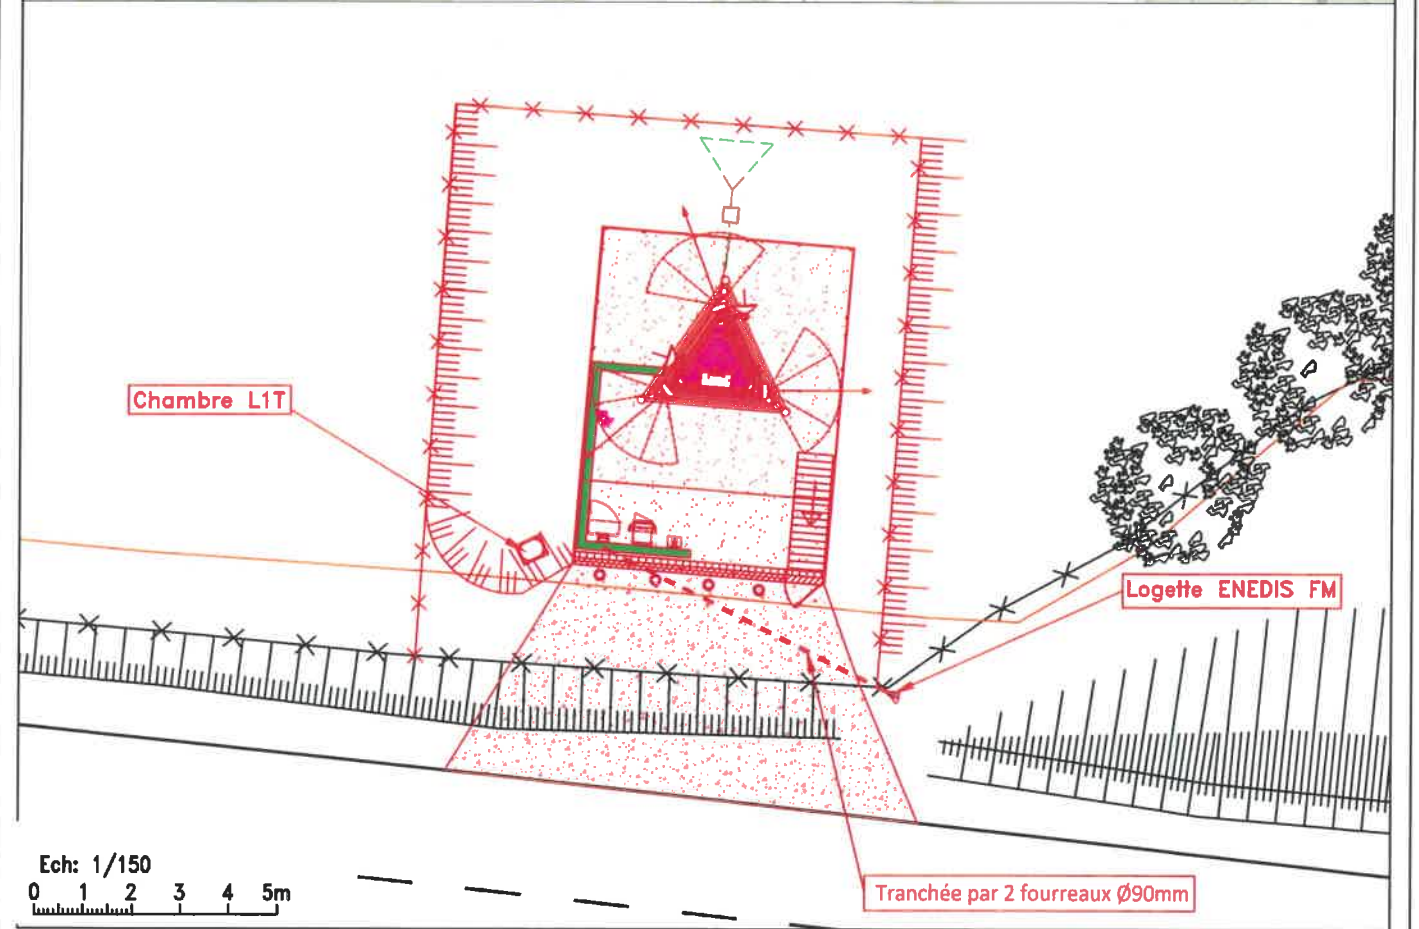 Chambre L1T
Logette ENEDIS FM
Ech: 1/150
0 1 2 3 4 5m
Tranchée par 2 fourreaux Ø90mm